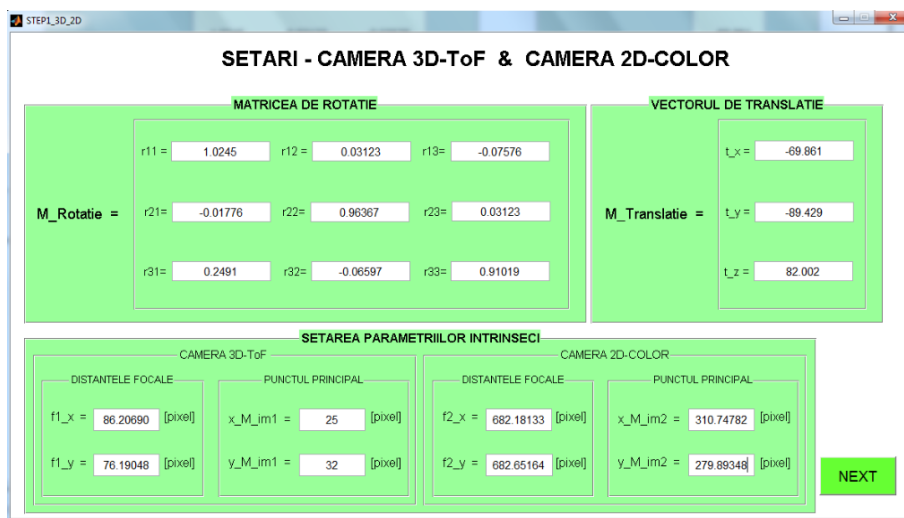 STEP1_3D_2D
SETARI - CAMERA 3D-ToF & CAMERA 2D-COLOR
MATRICEA DE ROTATIE
M_Rotatie =
r11 = 1.0245 r12 = 0.03123 r13= -0.07576
r21= -0.01776 r22= 0.96367 r23= 0.03123
r31= 0.2491 r32= -0.06597 r33= 0.91019
VECTORUL DE TRANSLATIE
M_Translatie =
t_x = -69.861
t_y = -89.429
t_z = 82.002
SETAREA PARAMETRIILOR INTRINSECI
CAMERA 3D-ToF
DISTANTELE FOCALE
f1_x = 86.20690 [pixel]
f1_y = 76.19048 [pixel]
PUNCTUL PRINCIPAL
x_M_im1 = 25 [pixel]
y_M_im1 = 32 [pixel]
CAMERA 2D-COLOR
DISTANTELE FOCALE
f2_x = 682.18133 [pixel]
f2_y = 682.65164 [pixel]
PUNCTUL PRINCIPAL
x_M_im2 = 310.74782 [pixel]
y_M_im2 = 279.89348 [pixel]
NEXT